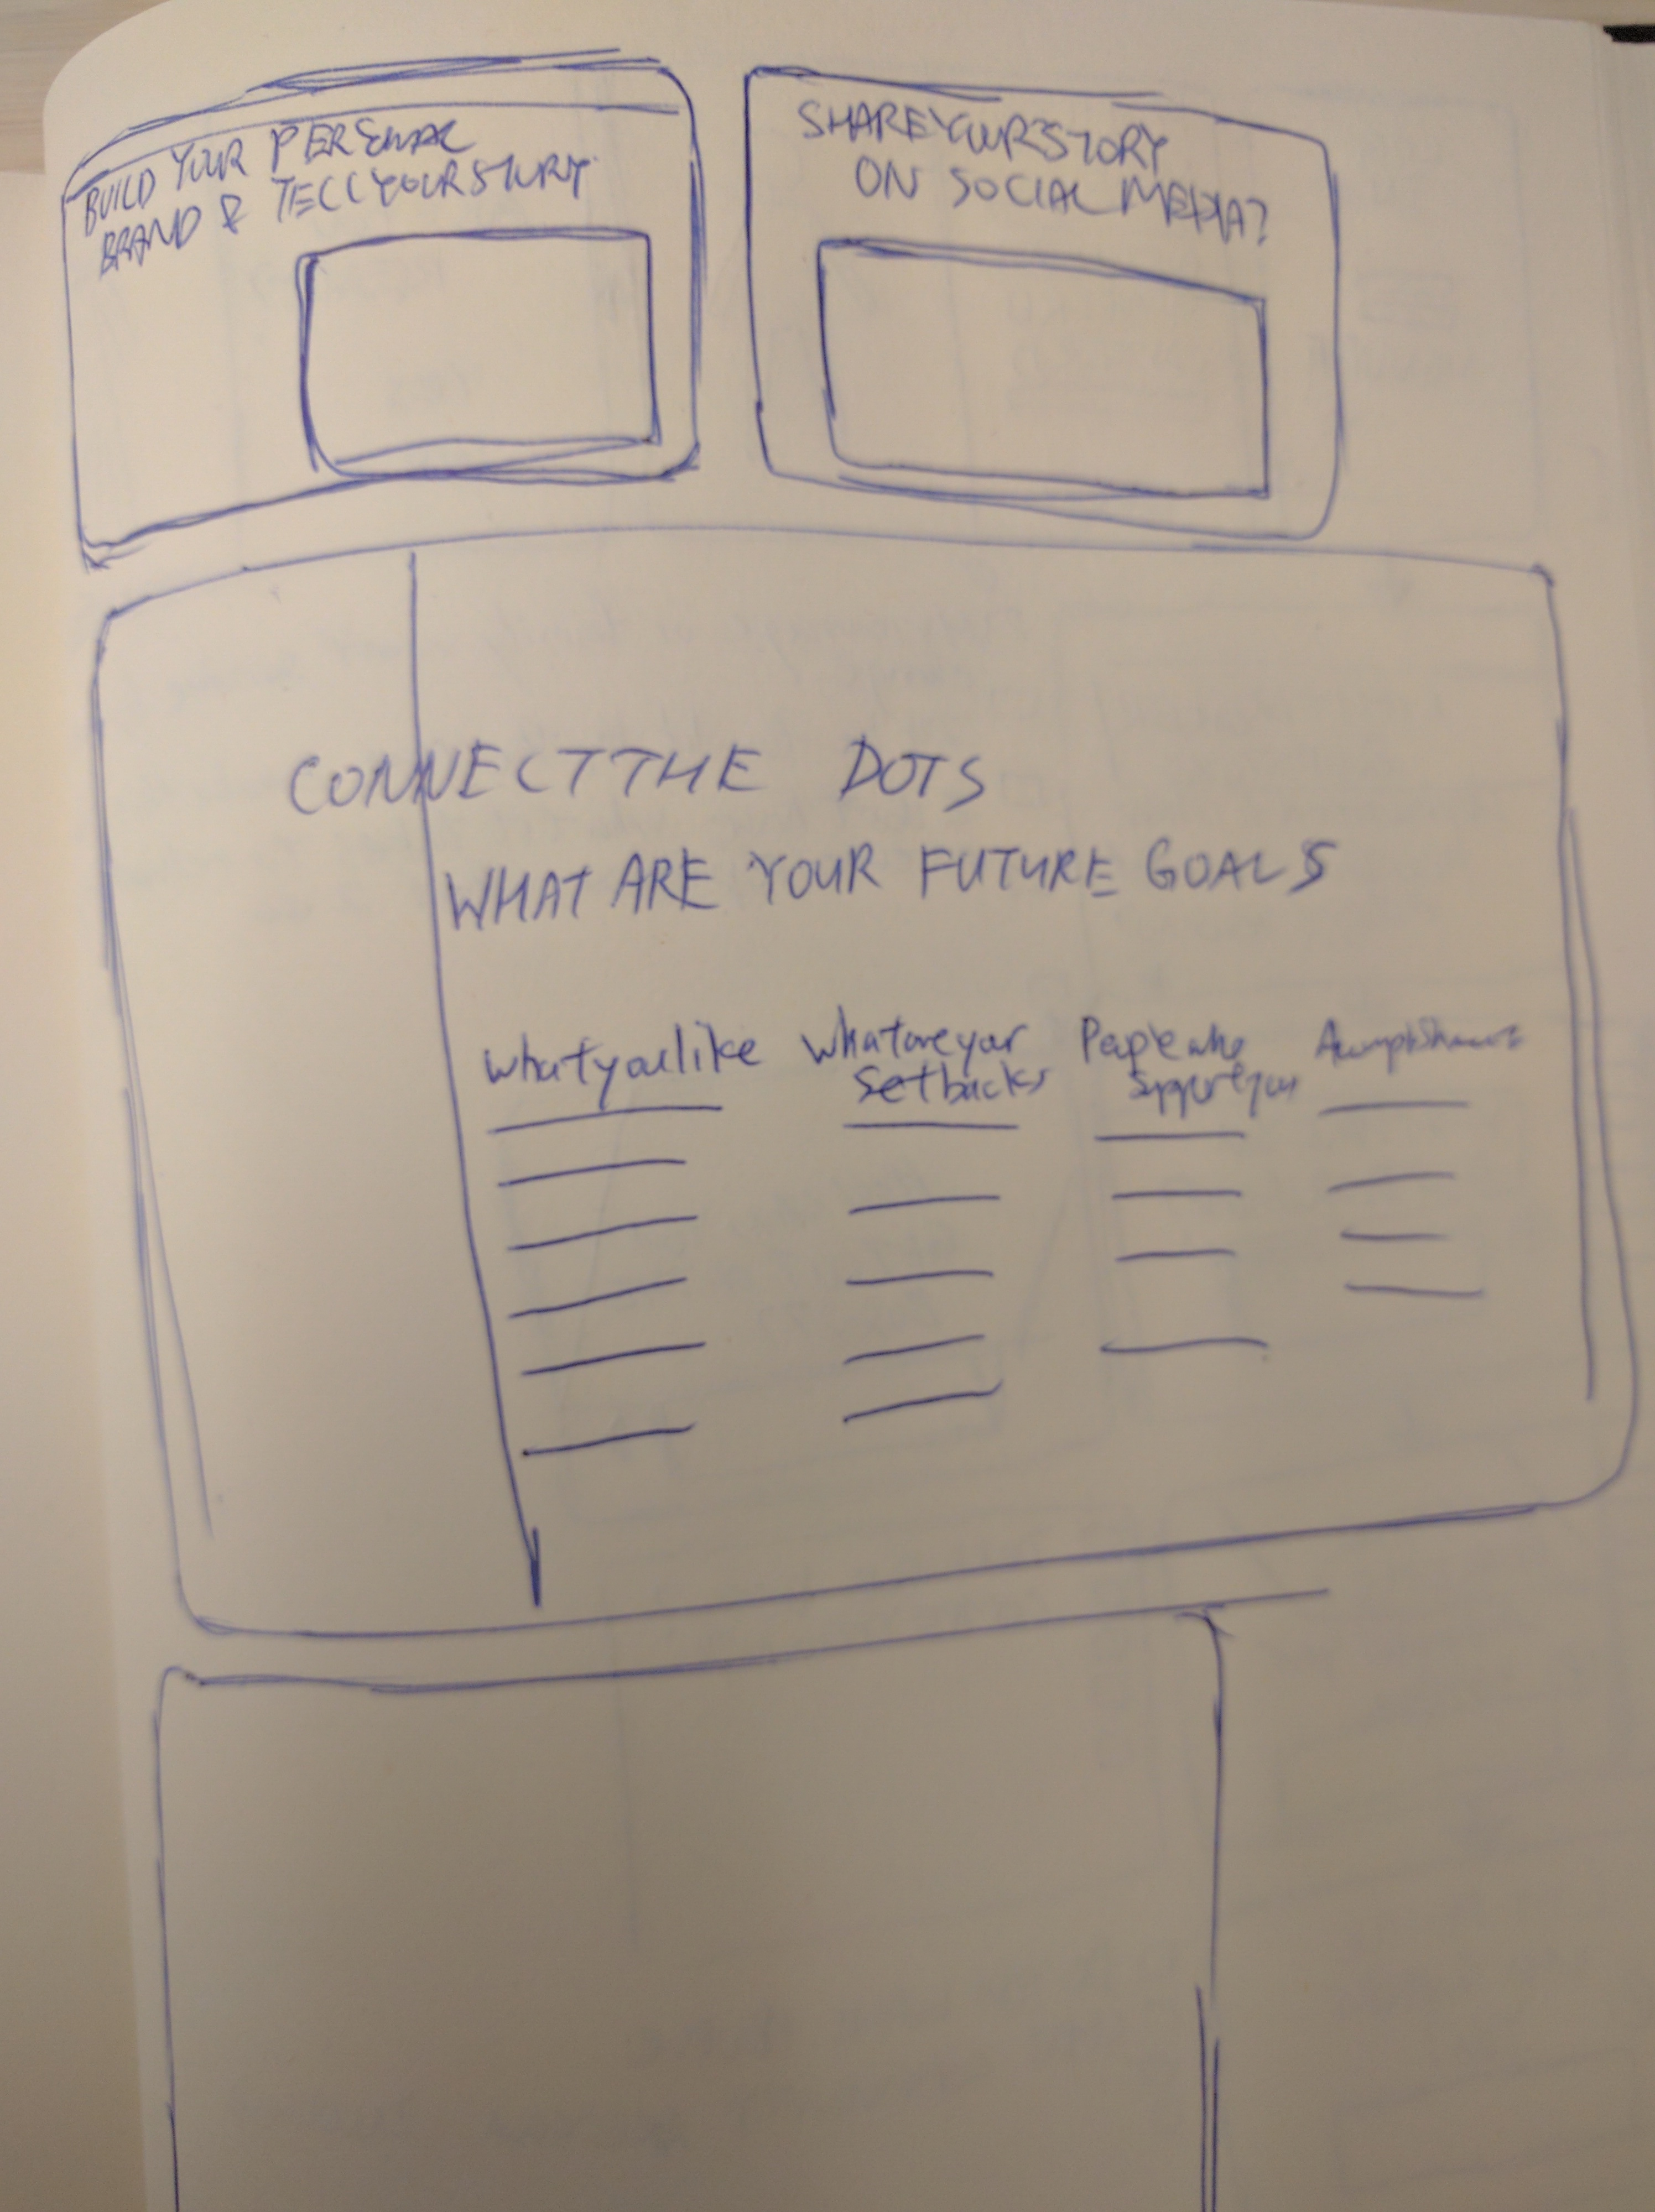 BUILD YOUR PERSONAL
BRAND & TELL YOUR STORY
SHARE YOUR STORY
ON SOCIAL MEDIA?
CONNECT THE DOTS
WHAT ARE YOUR FUTURE GOALS
What you like
What are your
Setbacks
People who
support you
Accomplishments